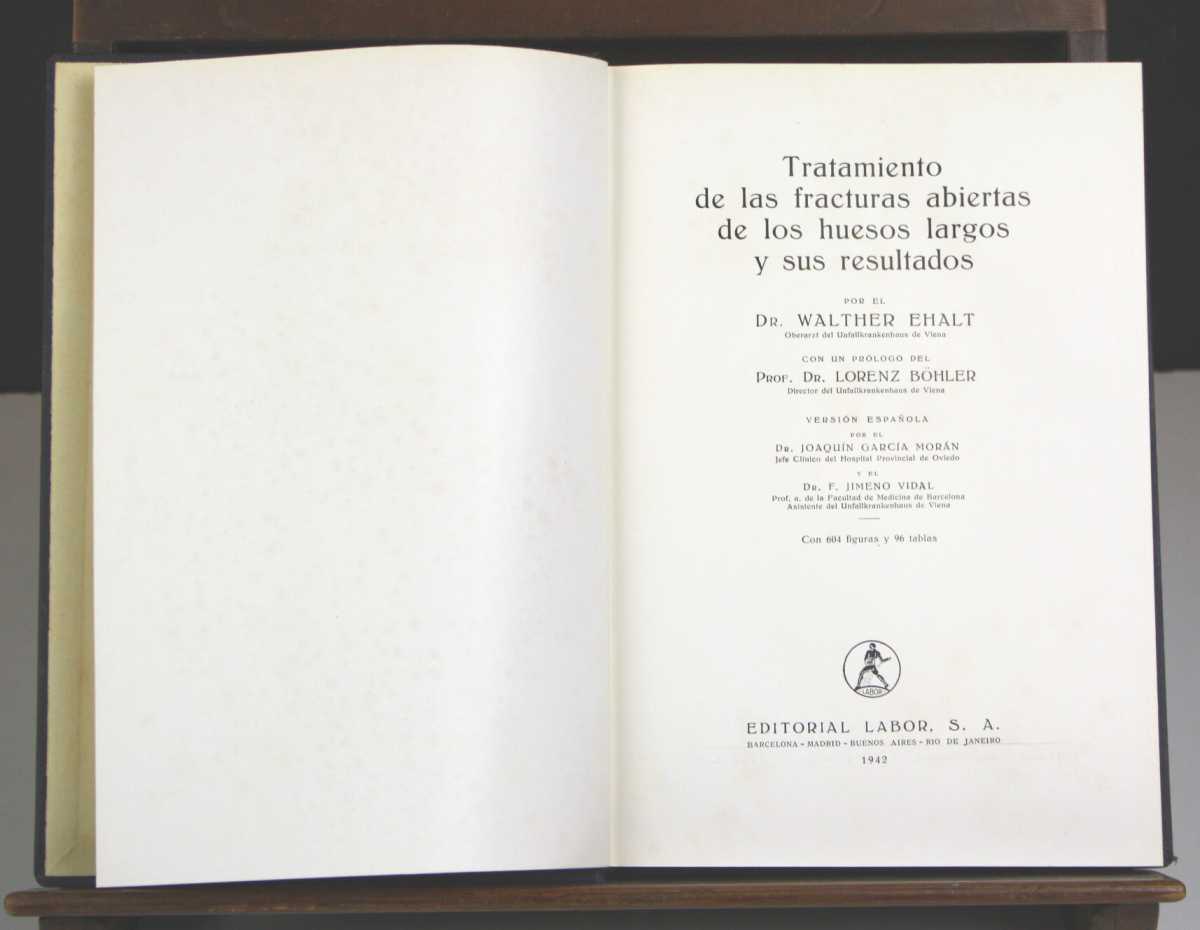 Tratamiento
de las fracturas abiertas
de los huesos largos
y sus resultados
POR EL
DR. WALTHER EHALT
Oberarzt del Unfallkrankenhaus de Viena
CON UN PRÓLOGO DEL
PROF. DR. LORENZ BÖHLER
Director del Unfallkrankenhaus de Viena
VERSIÓN ESPAÑOLA
POR EL
DR. JOAQUÍN GARCÍA MORÁN
Jefe Clínico del Hospital Provincial de Oviedo
Y EL
DR. F. JIMENO VIDAL
Prof. a. de la Facultad de Medicina de Barcelona
Asistente del Unfallkrankenhaus de Viena
Con 604 figuras y 96 tablas
LABOR
EDITORIAL LABOR, S. A.
BARCELONA - MADRID - BUENOS AIRES - RIO DE JANEIRO
1942